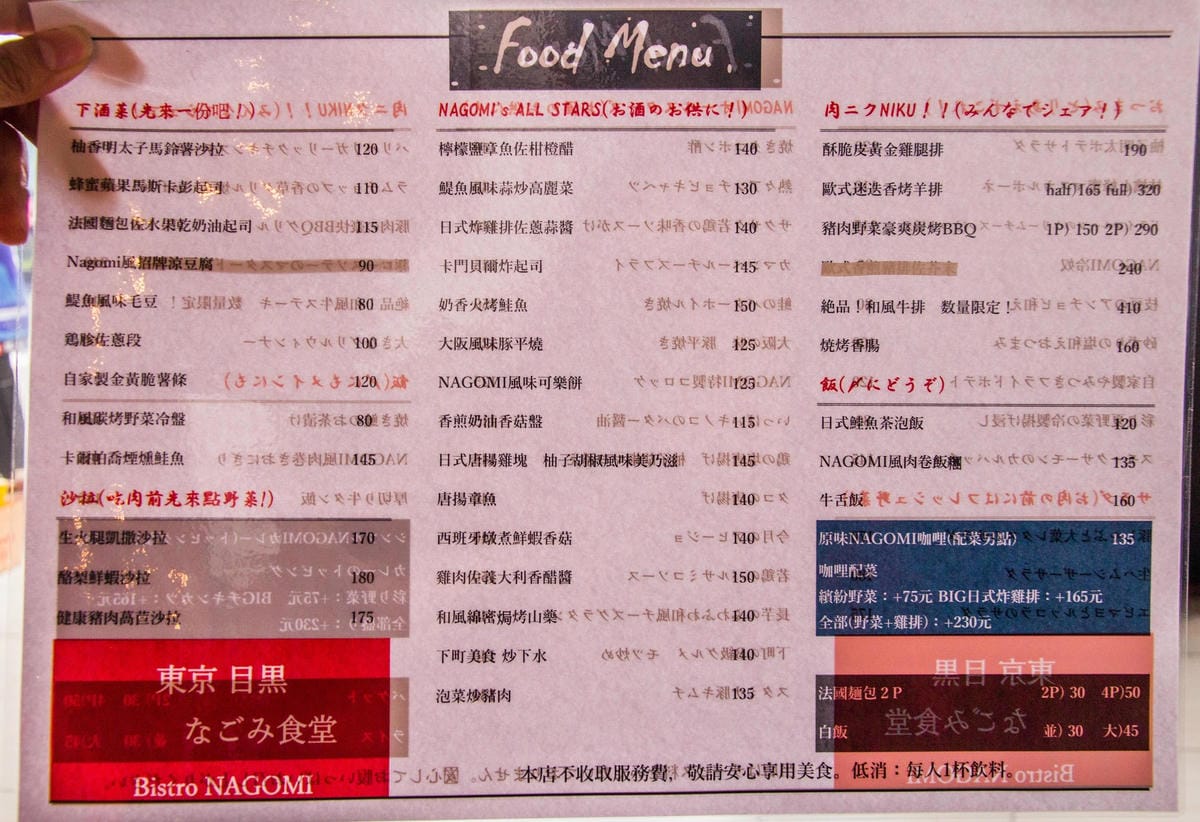 Food Menu
下酒菜(先來一份吧！)
柚香明太子馬鈴薯沙拉 120
蜂蜜蘋果馬斯卡彭起司 110
法國麵包佐水果乾奶油起司 115
Nagomi風招牌涼豆腐 90
鯷魚風味毛豆 80
鶏胗佐蔥段 100
自家製金黃脆薯條 120
和風碳烤野菜冷盤 80
卡爾帕喬煙燻鮭魚 145
沙拉(吃肉前先來點野菜!)
生火腿凱撒沙拉 170
酪梨鮮蝦沙拉 180
健康豬肉萵苣沙拉 175
東京 目黒
なごみ食堂
Bistro NAGOMI
NAGOMI's ALL STARS(お酒のお供に！)
檸檬鹽章魚佐柑橙醋 140
鯷魚風味蒜炒高麗菜 130
日式炸雞排佐蔥蒜醬 140
卡門貝爾炸起司 145
奶香火烤鮭魚 150
大阪風味豚平燒 125
NAGOMI風味可樂餅 125
香煎奶油香菇盤 115
日式唐楊雞塊 柚子胡椒風味美乃滋 145
唐揚章魚 140
西班牙燉煮鮮蝦香菇 140
雞肉佐義大利香醋醬 150
和風綿密焗烤山藥 140
下町美食 炒下水 140
泡菜炒豬肉 135
肉ニクNIKU！！(みんなでシェア！)
酥脆皮黃金雞腿排 190
歐式迷迭香烤羊排 half) 165 full) 320
豬肉野菜豪爽炭烤BBQ 1P) 150 2P) 290
240
絶品！和風牛排 数量限定！ 410
焼烤香腸 160
飯(〆にどうぞ)
日式鯉魚茶泡飯 120
NAGOMI風肉卷飯糰 135
牛舌飯 160
原味NAGOMI咖哩(配菜另點) 135
咖哩配菜
繽紛野菜：+75元 BIG日式炸雞排：+165元
全部(野菜+雞排)：+230元
法國麵包２P 2P) 30 4P)50
白飯 並) 30 大)45
本店不收取服務費，敬請安心享用美食。低消：每人1杯飲料。